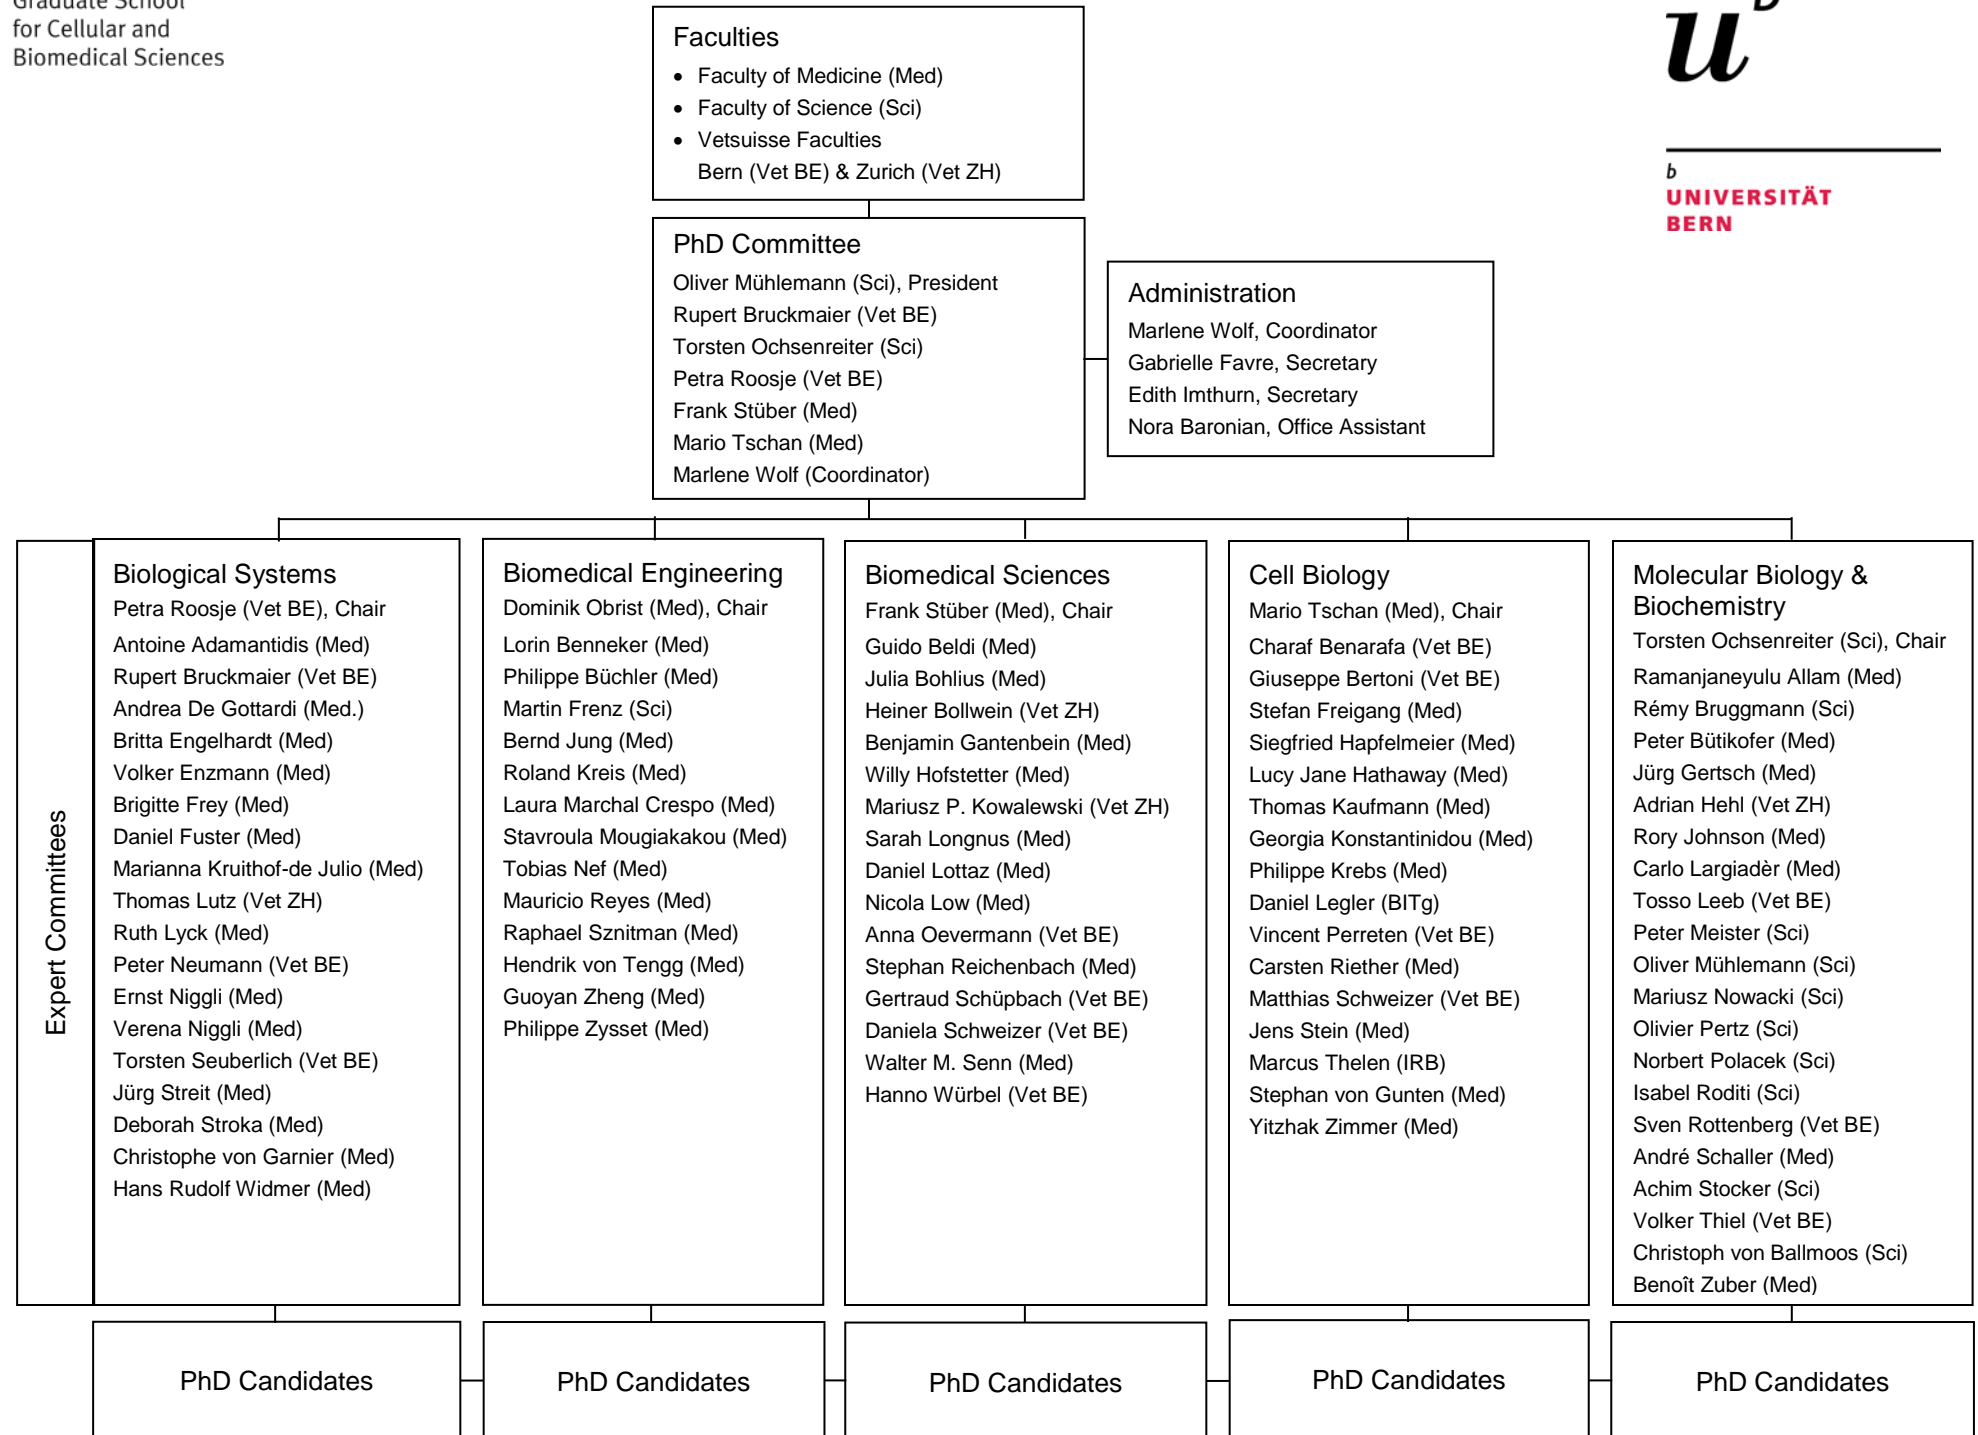 Graduate School
for Cellular and
Biomedical Sciences
u
b
b
UNIVERSITÄT
BERN
Faculties
• Faculty of Medicine (Med)
• Faculty of Science (Sci)
• Vetsuisse Faculties
Bern (Vet BE) & Zurich (Vet ZH)
PhD Committee
Oliver Mühlemann (Sci), President
Rupert Bruckmaier (Vet BE)
Torsten Ochsenreiter (Sci)
Petra Roosje (Vet BE)
Frank Stüber (Med)
Mario Tschan (Med)
Marlene Wolf (Coordinator)
Administration
Marlene Wolf, Coordinator
Gabrielle Favre, Secretary
Edith Imthurn, Secretary
Nora Baronian, Office Assistant
Expert Committees
Biological Systems
Petra Roosje (Vet BE), Chair
Antoine Adamantidis (Med)
Rupert Bruckmaier (Vet BE)
Andrea De Gottardi (Med.)
Britta Engelhardt (Med)
Volker Enzmann (Med)
Brigitte Frey (Med)
Daniel Fuster (Med)
Marianna Kruithof-de Julio (Med)
Thomas Lutz (Vet ZH)
Ruth Lyck (Med)
Peter Neumann (Vet BE)
Ernst Niggli (Med)
Verena Niggli (Med)
Torsten Seuberlich (Vet BE)
Jürg Streit (Med)
Deborah Stroka (Med)
Christophe von Garnier (Med)
Hans Rudolf Widmer (Med)
Biomedical Engineering
Dominik Obrist (Med), Chair
Lorin Benneker (Med)
Philippe Büchler (Med)
Martin Frenz (Sci)
Bernd Jung (Med)
Roland Kreis (Med)
Laura Marchal Crespo (Med)
Stavroula Mougiakakou (Med)
Tobias Nef (Med)
Mauricio Reyes (Med)
Raphael Sznitman (Med)
Hendrik von Tengg (Med)
Guoyan Zheng (Med)
Philippe Zysset (Med)
Biomedical Sciences
Frank Stüber (Med), Chair
Guido Beldi (Med)
Julia Bohlius (Med)
Heiner Bollwein (Vet ZH)
Benjamin Gantenbein (Med)
Willy Hofstetter (Med)
Mariusz P. Kowalewski (Vet ZH)
Sarah Longnus (Med)
Daniel Lottaz (Med)
Nicola Low (Med)
Anna Oevermann (Vet BE)
Stephan Reichenbach (Med)
Gertraud Schüpbach (Vet BE)
Daniela Schweizer (Vet BE)
Walter M. Senn (Med)
Hanno Würbel (Vet BE)
Cell Biology
Mario Tschan (Med), Chair
Charaf Benarafa (Vet BE)
Giuseppe Bertoni (Vet BE)
Stefan Freigang (Med)
Siegfried Hapfelmeier (Med)
Lucy Jane Hathaway (Med)
Thomas Kaufmann (Med)
Georgia Konstantinidou (Med)
Philippe Krebs (Med)
Daniel Legler (BITg)
Vincent Perreten (Vet BE)
Carsten Riether (Med)
Matthias Schweizer (Vet BE)
Jens Stein (Med)
Marcus Thelen (IRB)
Stephan von Gunten (Med)
Yitzhak Zimmer (Med)
Molecular Biology &
Biochemistry
Torsten Ochsenreiter (Sci), Chair
Ramanjaneyulu Allam (Med)
Rémy Bruggmann (Sci)
Peter Bütikofer (Med)
Jürg Gertsch (Med)
Adrian Hehl (Vet ZH)
Rory Johnson (Med)
Carlo Largiadèr (Med)
Tosso Leeb (Vet BE)
Peter Meister (Sci)
Oliver Mühlemann (Sci)
Mariusz Nowacki (Sci)
Olivier Pertz (Sci)
Norbert Polacek (Sci)
Isabel Roditi (Sci)
Sven Rottenberg (Vet BE)
André Schaller (Med)
Achim Stocker (Sci)
Volker Thiel (Vet BE)
Christoph von Ballmoos (Sci)
Benoît Zuber (Med)
PhD Candidates
PhD Candidates
PhD Candidates
PhD Candidates
PhD Candidates